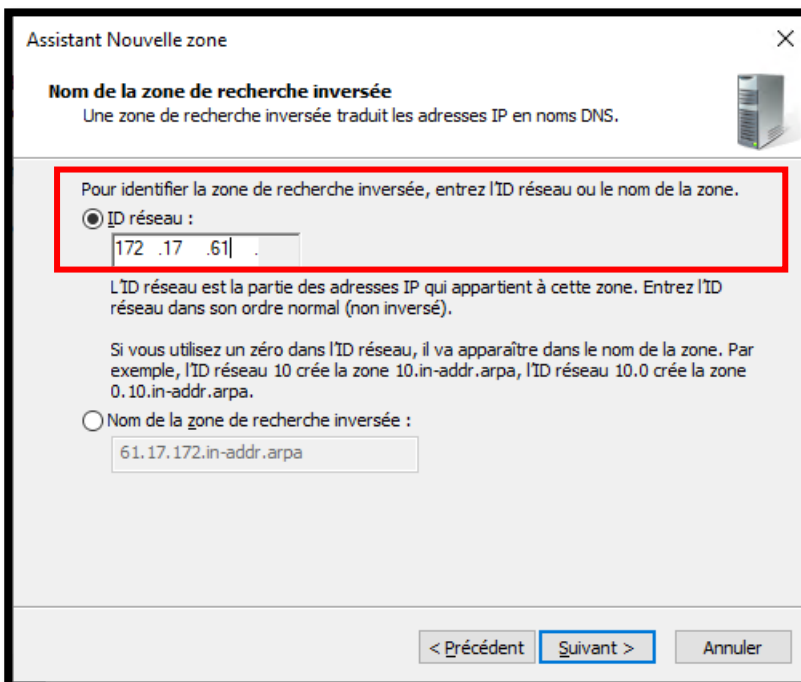 Assistant Nouvelle zone
Nom de la zone de recherche inversée
Une zone de recherche inversée traduit les adresses IP en noms DNS.
Pour identifier la zone de recherche inversée, entrez l'ID réseau ou le nom de la zone.
ID réseau :
172 .17 .61 .
L'ID réseau est la partie des adresses IP qui appartient à cette zone. Entrez l'ID
réseau dans son ordre normal (non inversé).
Si vous utilisez un zéro dans l'ID réseau, il va apparaître dans le nom de la zone. Par
exemple, l'ID réseau 10 crée la zone 10.in-addr.arpa, l'ID réseau 10.0 crée la zone
0.10.in-addr.arpa.
Nom de la zone de recherche inversée :
61.17.172.in-addr.arpa
< Précédent Suivant > Annuler